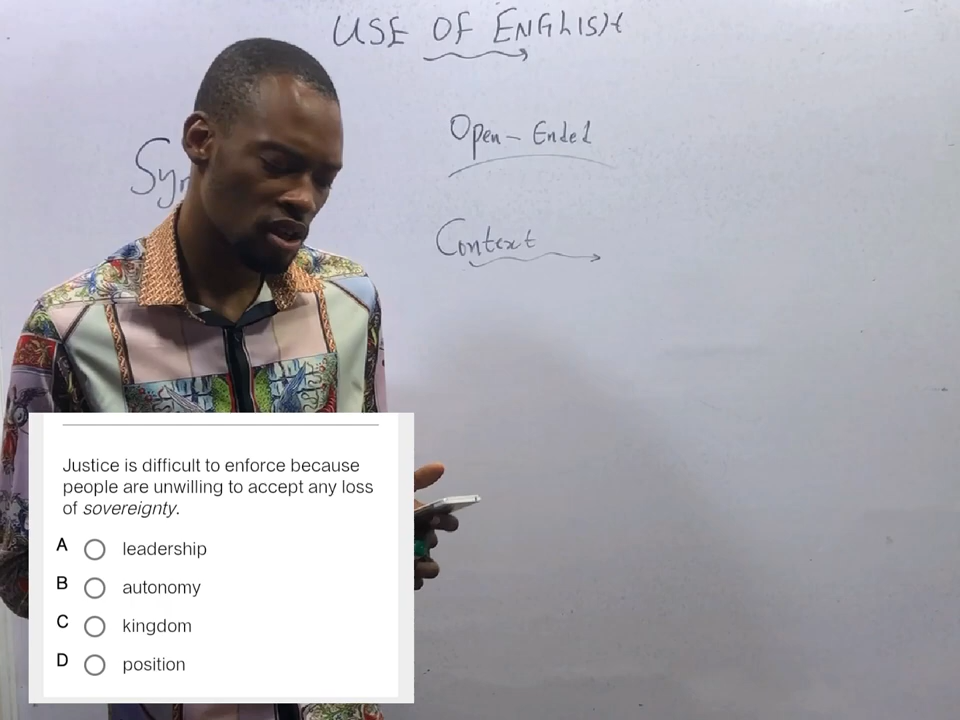 USE OF ENGLISH
Open-Ended
Context
Justice is difficult to enforce because
people are unwilling to accept any loss
of sovereignty.
A leadership
B autonomy
C kingdom
D position